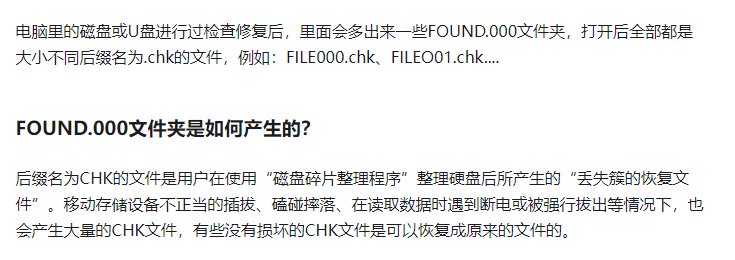 电脑里的磁盘或U盘进行过检查修复后，里面会多出来一些FOUND.000文件夹，打开后全部都是
大小不同后缀名为.chk的文件，例如：FILE000.chk、FILEO01.chk....
FOUND.000文件夹是如何产生的？
后缀名为CHK的文件是用户在使用“磁盘碎片整理程序”整理硬盘后所产生的“丢失簇的恢复文
件”。移动存储设备不正当的插拔、磕碰摔落、在读取数据时遇到断电或被强行拔出等情况下，也
会产生大量的CHK文件，有些没有损坏的CHK文件是可以恢复成原来的文件的。